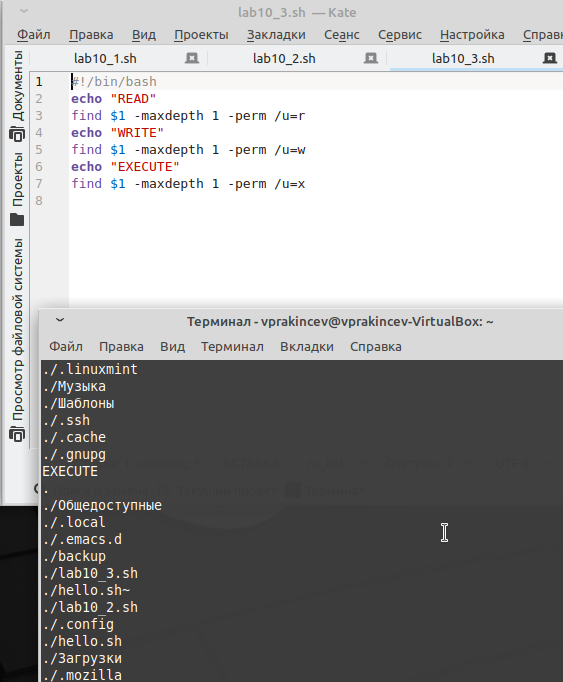 lab10_3.sh — Kate
Файл Правка Вид Проекты Закладки Сеанс Сервис Настройка Справк
lab10_1.sh lab10_2.sh lab10_3.sh
Документы
Проекты
Просмотр файловой системы
1 #!/bin/bash
2 echo "READ"
3 find $1 -maxdepth 1 -perm /u=r
4 echo "WRITE"
5 find $1 -maxdepth 1 -perm /u=w
6 echo "EXECUTE"
7 find $1 -maxdepth 1 -perm /u=x
8
Терминал - vprakincev@vprakincev-VirtualBox: ~
Файл Правка Вид Терминал Вкладки Справка
./.linuxmint
./Музыка
./Шаблоны
./.ssh
./.cache
./.gnupg
EXECUTE
.
./Общедоступные
./.local
./.emacs.d
./backup
./lab10_3.sh
./hello.sh~
./lab10_2.sh
./.config
./hello.sh
./Загрузки
./.mozilla